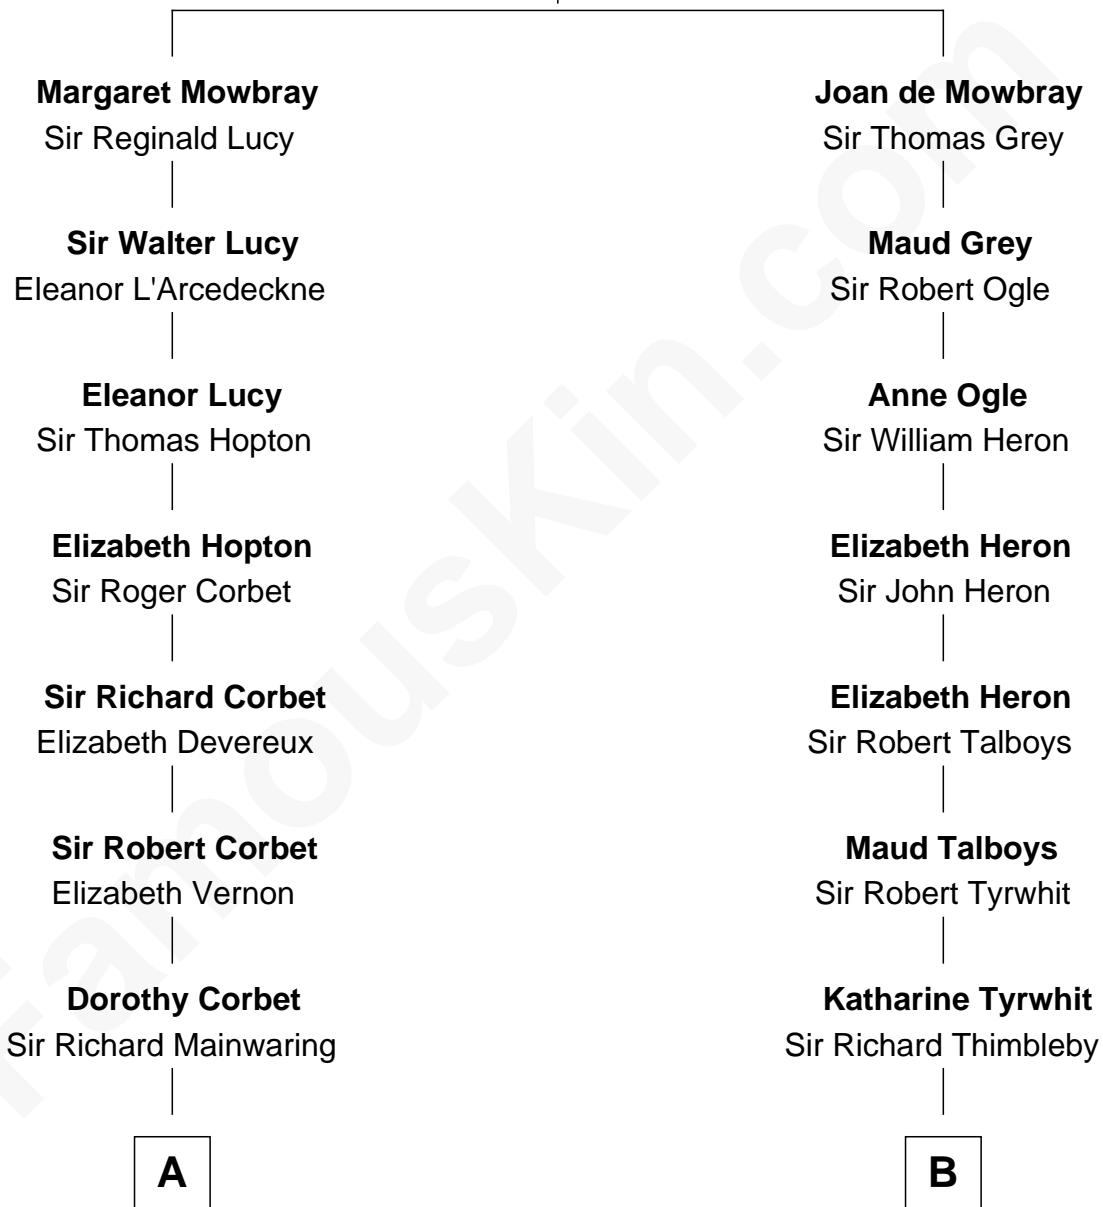 Margaret Mowbray
Sir Reginald Lucy
Sir Walter Lucy
Eleanor L'Arcedeckne
Eleanor Lucy
Sir Thomas Hopton
Elizabeth Hopton
Sir Roger Corbet
Sir Richard Corbet
Elizabeth Devereux
Sir Robert Corbet
Elizabeth Vernon
Dorothy Corbet
Sir Richard Mainwaring
A
Joan de Mowbray
Sir Thomas Grey
Maud Grey
Sir Robert Ogle
Anne Ogle
Sir William Heron
Elizabeth Heron
Sir John Heron
Elizabeth Heron
Sir Robert Talboys
Maud Talboys
Sir Robert Tyrwhit
Katharine Tyrwhit
Sir Richard Thimbleby
B
FamousKin.com